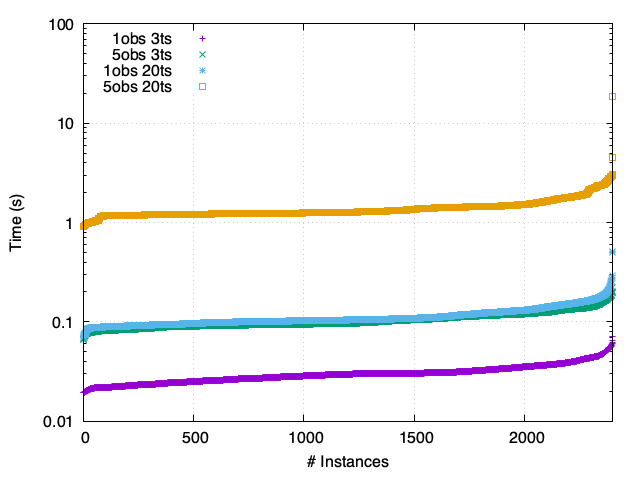 100
10
1
0.1
0.01
Time (s)
1obs 3ts
5obs 3ts
1obs 20ts
5obs 20ts
0 500 1000 1500 2000
# Instances